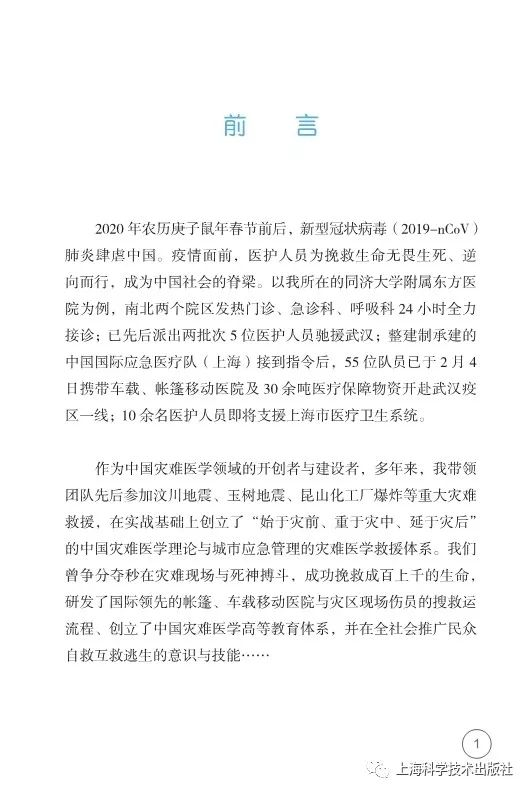 前 言
2020 年农历庚子鼠年春节前后，新型冠状病毒（2019-nCoV）
肺炎肆虐中国。疫情面前，医护人员为挽救生命无畏生死、逆
向而行，成为中国社会的脊梁。以我所在的同济大学附属东方医
院为例，南北两个院区发热门诊、急诊科、呼吸科 24 小时全力
接诊；已先后派出两批次 5 位医护人员驰援武汉；整建制承建的
中国国际应急医疗队（上海）接到指令后，55 位队员已于 2 月 4
日携带车载、帐篷移动医院及 30 余吨医疗保障物资开赴武汉疫
区一线；10 余名医护人员即将支援上海市医疗卫生系统。
作为中国灾难医学领域的开创者与建设者，多年来，我带领
团队先后参加汶川地震、玉树地震、昆山化工厂爆炸等重大灾难
救援，在实战基础上创立了“始于灾前、重于灾中、延于灾后”
的中国灾难医学理论与城市应急管理的灾难医学救援体系。我们
曾争分夺秒在灾难现场与死神搏斗，成功挽救成百上千的生命，
研发了国际领先的帐篷、车载移动医院与灾区现场伤员的搜救运
流程、创立了中国灾难医学高等教育体系，并在全社会推广民众
自救互救逃生的意识与技能……
1
上海科学技术出版社